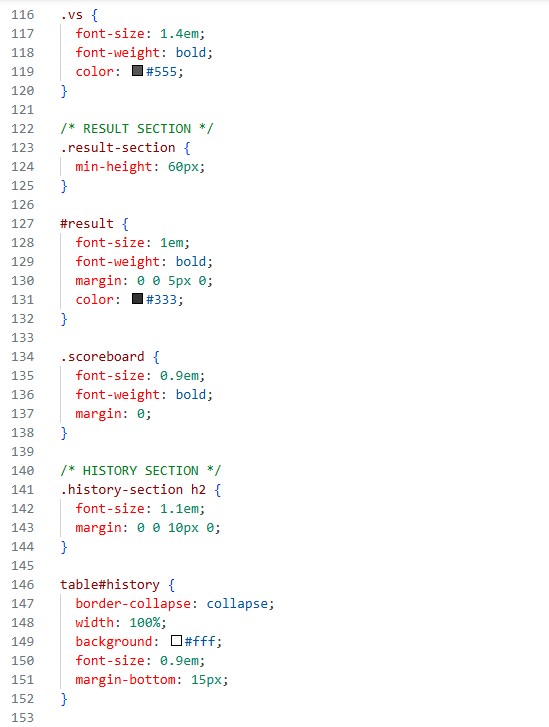 116 .vs {
117 font-size: 1.4em;
118 font-weight: bold;
119 color: #555;
120 }
121
122 /* RESULT SECTION */
123 .result-section {
124 min-height: 60px;
125 }
126
127 #result {
128 font-size: 1em;
129 font-weight: bold;
130 margin: 0 0 5px 0;
131 color: #333;
132 }
133
134 .scoreboard {
135 font-size: 0.9em;
136 font-weight: bold;
137 margin: 0;
138 }
139
140 /* HISTORY SECTION */
141 .history-section h2 {
142 font-size: 1.1em;
143 margin: 0 0 10px 0;
144 }
145
146 table#history {
147 border-collapse: collapse;
148 width: 100%;
149 background: #fff;
150 font-size: 0.9em;
151 margin-bottom: 15px;
152 }
153